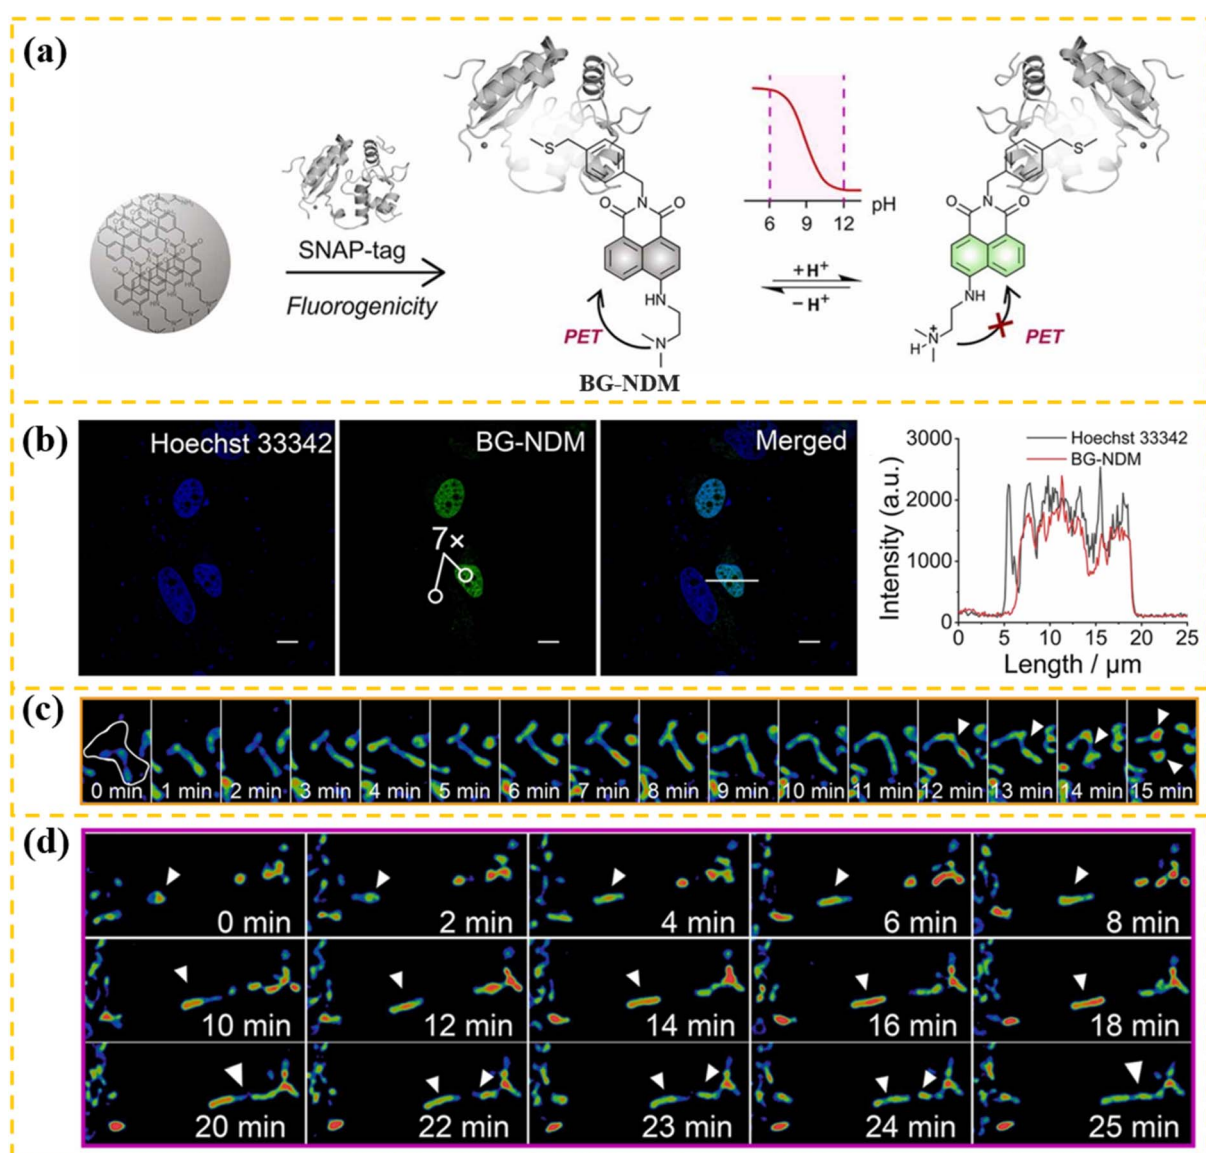 (a)
SNAP-tag
Fluorogenicity
S
N
O
O
HN
N
PET
BG-NDM
6 9 12 pH
+H+
−H+
S
N
O
O
NH
H N +
PET
(b)
Hoechst 33342
BG-NDM
7×
Merged
Intensity (a.u.)
3000
2000
1000
0
Hoechst 33342
BG-NDM
0 5 10 15 20 25
Length / µm
(c)
0 min 1 min 2 min 3 min 4 min 5 min 6 min 7 min 8 min 9 min 10 min 11 min 12 min 13 min 14 min 15 min
(d)
0 min 2 min 4 min 6 min 8 min
10 min 12 min 14 min 16 min 18 min
20 min 22 min 23 min 24 min 25 min